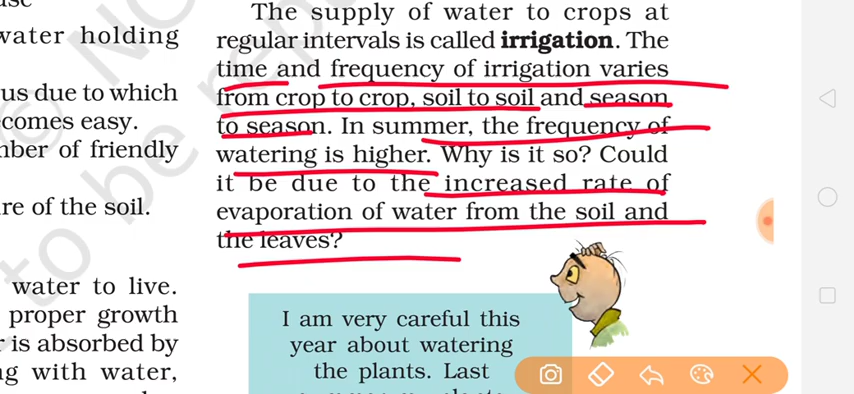 water holding
us due to which
comes easy.
nber of friendly
re of the soil.
water to live.
proper growth
r is absorbed by
ng with water,
The supply of water to crops at
regular intervals is called irrigation. The
time and frequency of irrigation varies
from crop to crop, soil to soil and season
to season. In summer, the frequency of
watering is higher. Why is it so? Could
it be due to the increased rate of
evaporation of water from the soil and
the leaves?
I am very careful this
year about watering
the plants. Last
to be rep